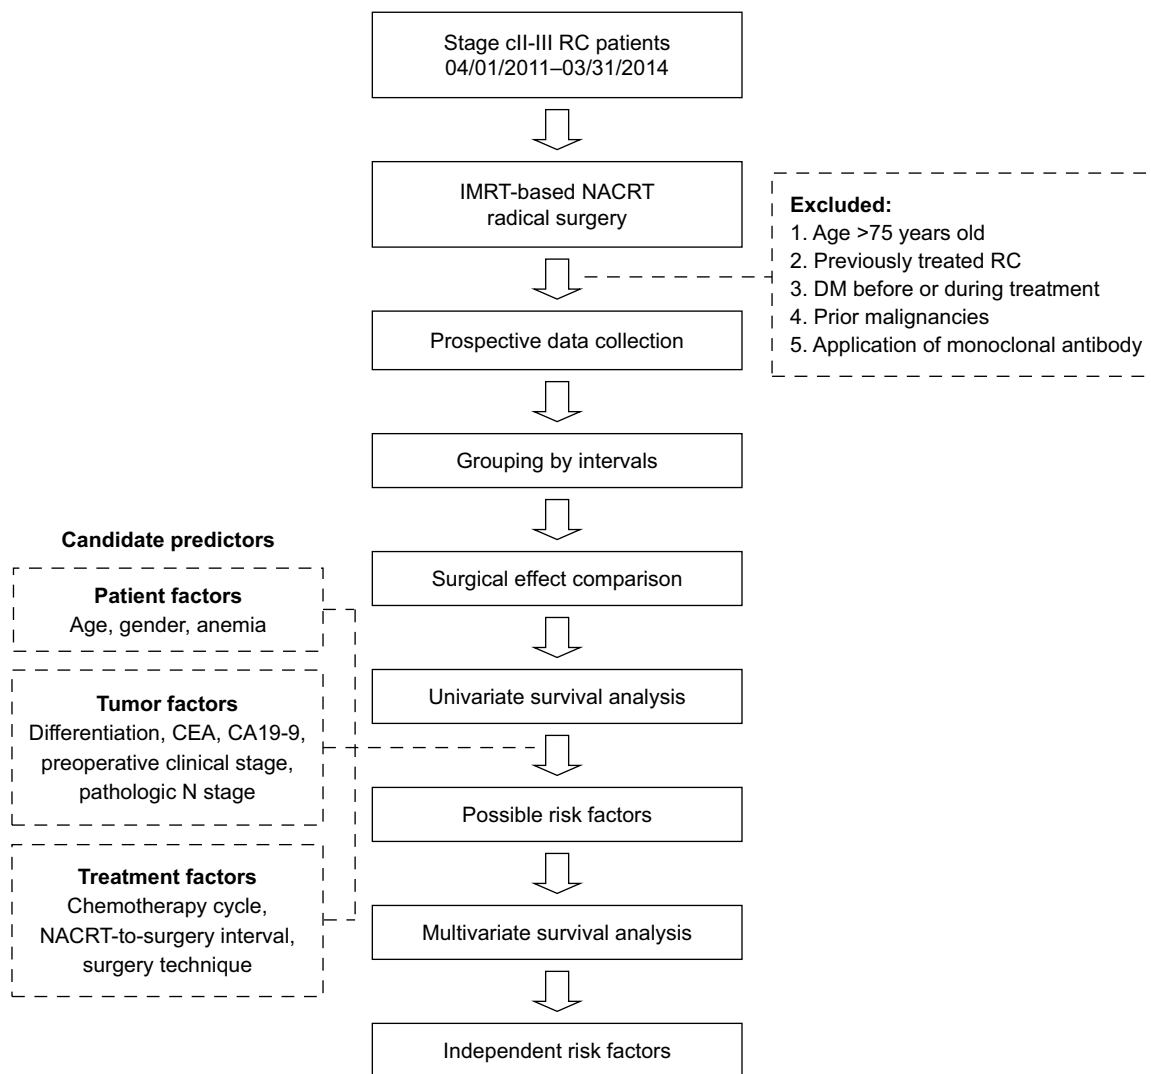 Stage cII-III RC patients
04/01/2011–03/31/2014
IMRT-based NACRT
radical surgery
Excluded:
1. Age >75 years old
2. Previously treated RC
3. DM before or during treatment
4. Prior malignancies
5. Application of monoclonal antibody
Prospective data collection
Grouping by intervals
Surgical effect comparison
Candidate predictors
Patient factors
Age, gender, anemia
Tumor factors
Differentiation, CEA, CA19-9,
preoperative clinical stage,
pathologic N stage
Treatment factors
Chemotherapy cycle,
NACRT-to-surgery interval,
surgery technique
Univariate survival analysis
Possible risk factors
Multivariate survival analysis
Independent risk factors